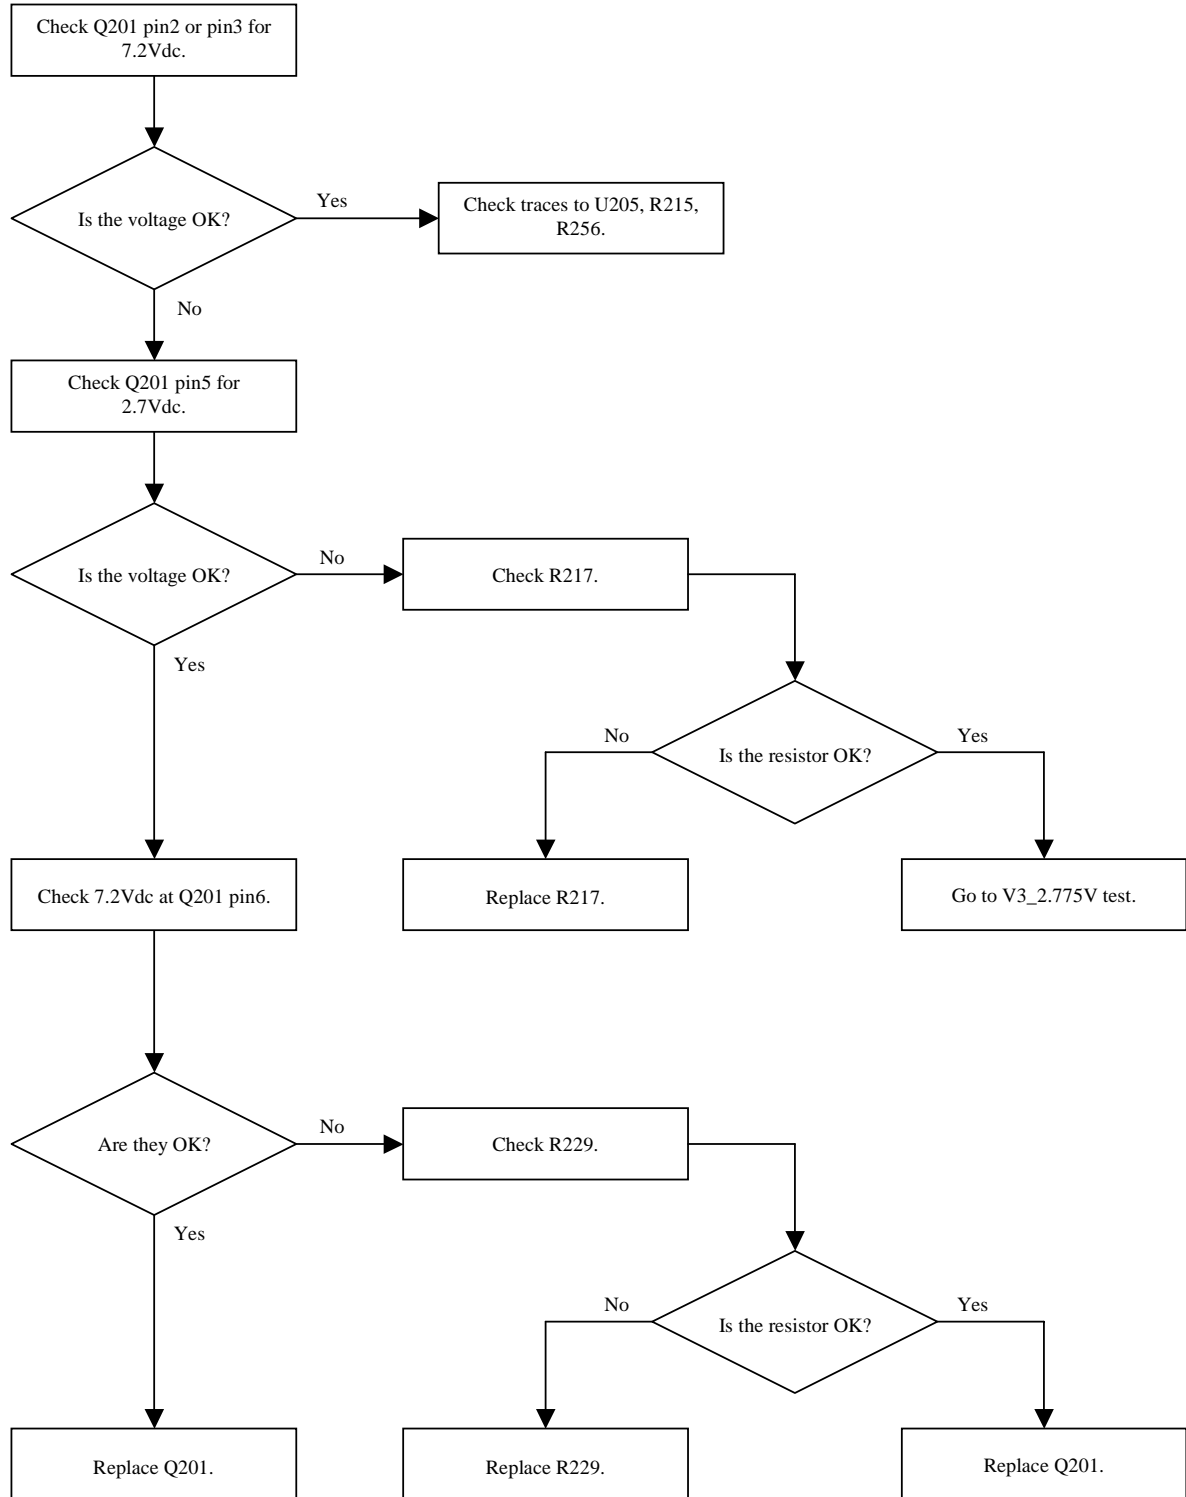 Check Q201 pin2 or pin3 for
7.2Vdc.
Is the voltage OK?
Yes
Check traces to U205, R215,
R256.
No
Check Q201 pin5 for
2.7Vdc.
Is the voltage OK?
No
Check R217.
Yes
No
Is the resistor OK?
Yes
Check 7.2Vdc at Q201 pin6.
Replace R217.
Go to V3_2.775V test.
Are they OK?
No
Check R229.
Yes
No
Is the resistor OK?
Yes
Replace Q201.
Replace R229.
Replace Q201.